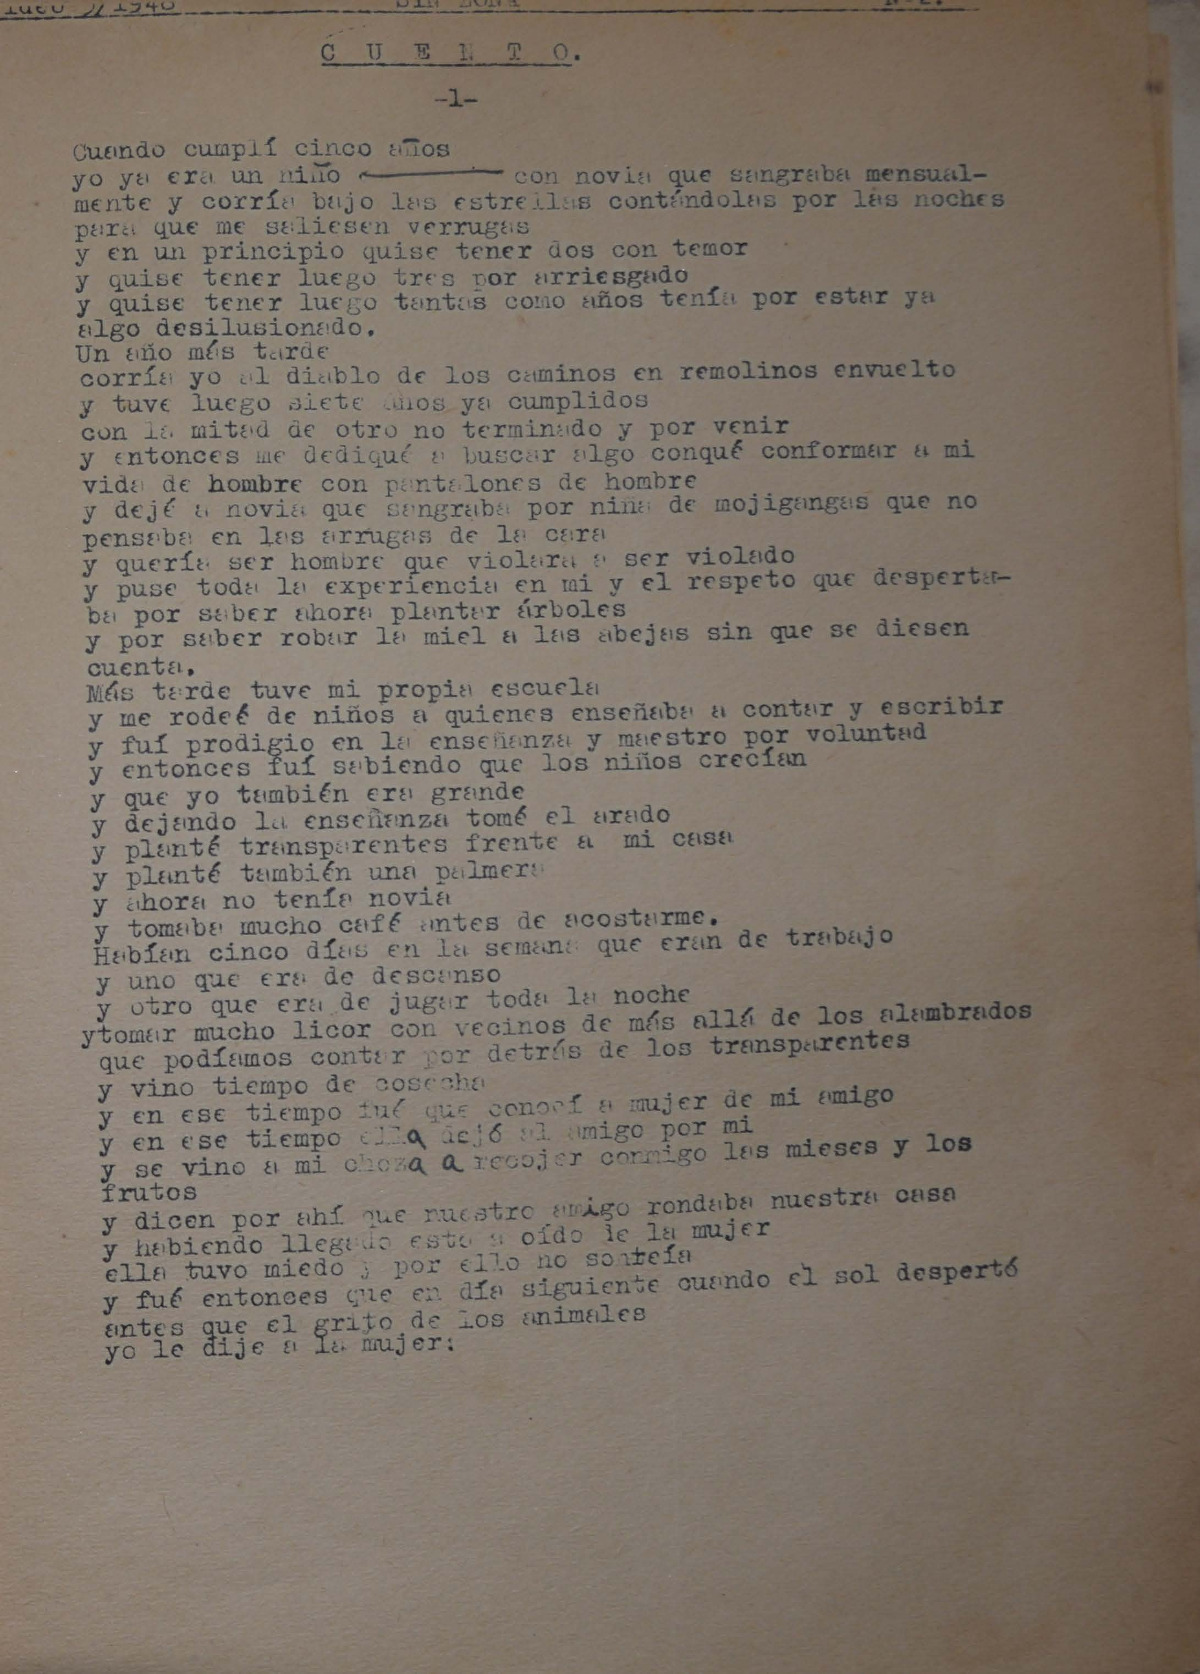 1940
SIN ZONA
C U E N T O.
-1-
Cuando cumplí cinco años
yo ya era un niño con novia que sangraba mensual-
mente y corría bajo las estrellas contándolas por las noches
para que me saliesen verrugas
y en un principio quise tener dos con temor
y quise tener luego tres por arriesgado
y quise tener luego tantas como años tenía por estar ya
algo desilusionado.
Un año más tarde
corría yo al diablo de los caminos en remolinos envuelto
y tuve luego siete años ya cumplidos
con la mitad de otro no terminado y por venir
y entonces me dediqué a buscar algo conqué conformar a mi
vida de hombre con pantalones de hombre
y dejé a novia que sangraba por niña de mojigangas que no
pensaba en las arrugas de la cara
y quería ser hombre que violara a ser violado
y puse toda la experiencia en mi y el respeto que desperta-
ba por saber ahora plantar árboles
y por saber robar la miel a las abejas sin que se diesen
cuenta.
Más tarde tuve mi propia escuela
y me rodeé de niños a quienes enseñaba a contar y escribir
y fuí prodigio en la enseñanza y maestro por voluntad
y entonces fuí sabiendo que los niños crecían
y que yo también era grande
y dejando la enseñanza tomé el arado
y planté transparentes frente a mi casa
y planté también una palmera
y ahora no tenía novia
y tomaba mucho café antes de acostarme.
Habían cinco días en la semana que eran de trabajo
y uno que era de descanso
y otro que era de jugar toda la noche
ytomar mucho licor con vecinos de más allá de los alambrados
que podíamos contar por detrás de los transparentes
y vino tiempo de cosecha
y en ese tiempo fué que conocí a mujer de mi amigo
y en ese tiempo ella dejó al amigo por mi
y se vino a mi choza a recojer conmigo las mieses y los
frutos
y dicen por ahí que nuestro amigo rondaba nuestra casa
y habiendo llegado esto a oído de la mujer
ella tuvo miedo y por ello no sonreía
y fué entonces que en día siguiente cuando el sol despertó
antes que el grito de los animales
yo le dije a la mujer: